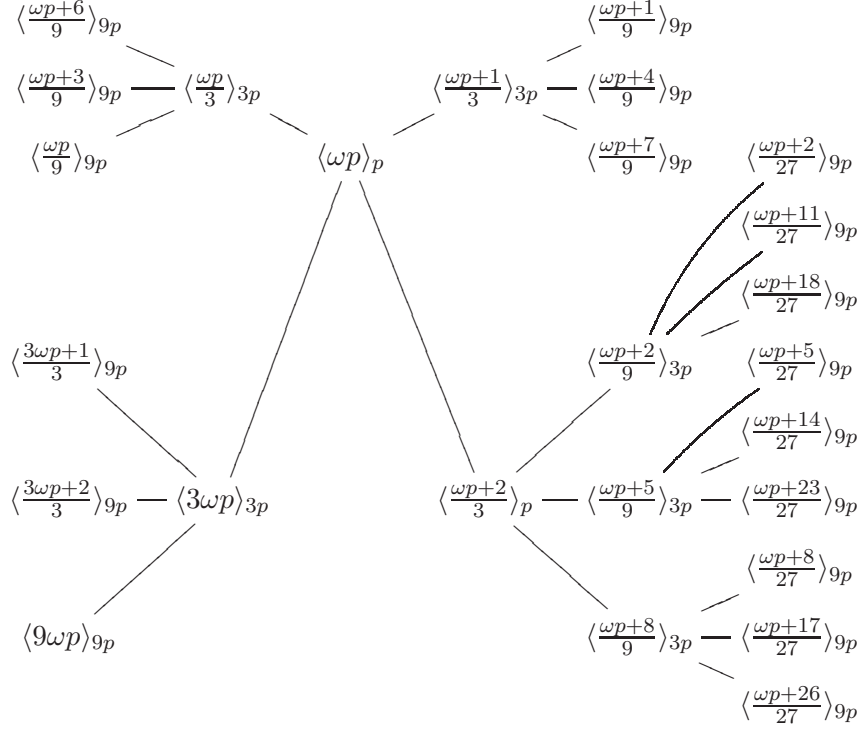 ⟨(ωp+6)/9⟩_{9p} ⟨(ωp+1)/9⟩_{9p}
⟨(ωp+3)/9⟩_{9p} ⟨ωp/3⟩_{3p} ⟨(ωp+1)/3⟩_{3p} ⟨(ωp+4)/9⟩_{9p}
⟨ωp/9⟩_{9p} ⟨ωp⟩_p ⟨(ωp+7)/9⟩_{9p} ⟨(ωp+2)/27⟩_{9p}
⟨(ωp+11)/27⟩_{9p}
⟨(ωp+18)/27⟩_{9p}
⟨(3ωp+1)/3⟩_{9p} ⟨(ωp+2)/9⟩_{3p} ⟨(ωp+5)/27⟩_{9p}
⟨(ωp+14)/27⟩_{9p}
⟨(3ωp+2)/3⟩_{9p} ⟨3ωp⟩_{3p} ⟨(ωp+2)/3⟩_p ⟨(ωp+5)/9⟩_{3p} ⟨(ωp+23)/27⟩_{9p}
⟨(ωp+8)/27⟩_{9p}
⟨9ωp⟩_{9p} ⟨(ωp+8)/9⟩_{3p} ⟨(ωp+17)/27⟩_{9p}
⟨(ωp+26)/27⟩_{9p}